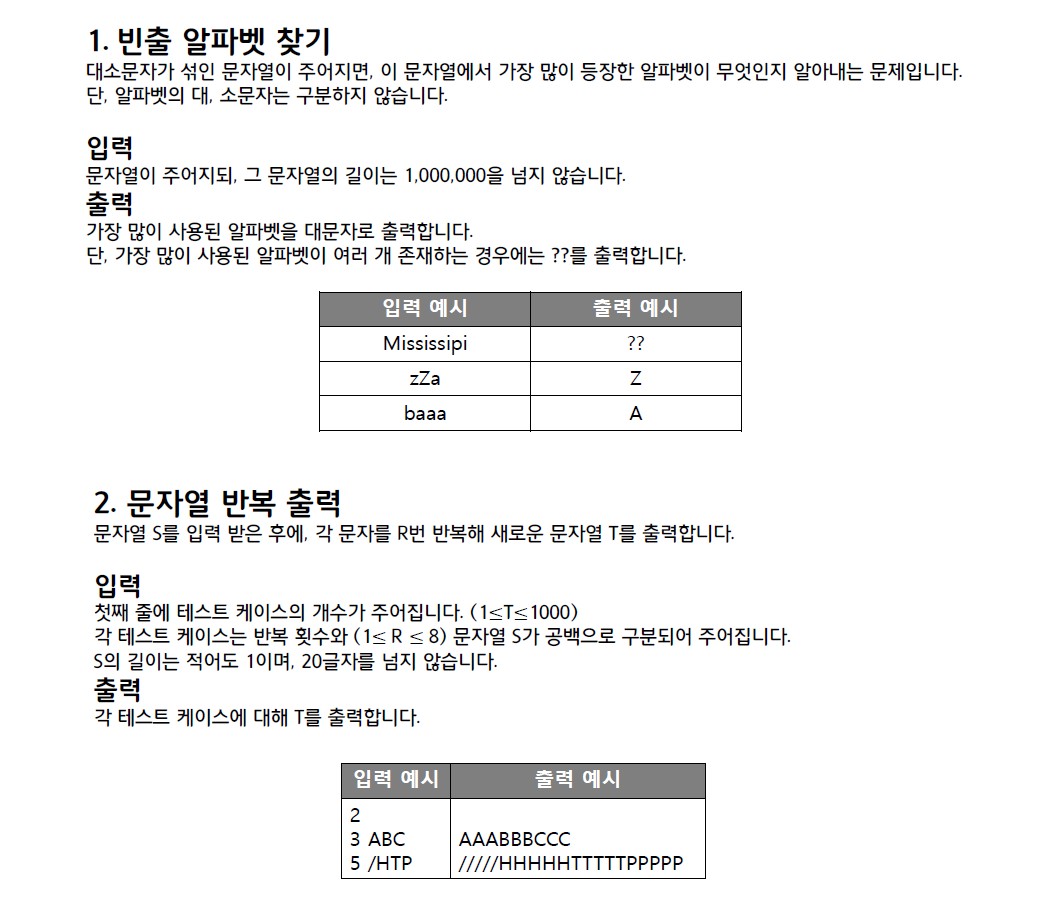 1. 빈출 알파벳 찾기
대소문자가 섞인 문자열이 주어지면, 이 문자열에서 가장 많이 등장한 알파벳이 무엇인지 알아내는 문제입니다.
단, 알파벳의 대, 소문자는 구분하지 않습니다.
입력
문자열이 주어지되, 그 문자열의 길이는 1,000,000을 넘지 않습니다.
출력
가장 많이 사용된 알파벳을 대문자로 출력합니다.
단, 가장 많이 사용된 알파벳이 여러 개 존재하는 경우에는 ??를 출력합니다.
입력 예시 출력 예시
Mississipi ??
zZa Z
baaa A
2. 문자열 반복 출력
문자열 S를 입력 받은 후에, 각 문자를 R번 반복해 새로운 문자열 T를 출력합니다.
입력
첫째 줄에 테스트 케이스의 개수가 주어집니다. (1≤T≤1000)
각 테스트 케이스는 반복 횟수와 (1≤ R ≤ 8) 문자열 S가 공백으로 구분되어 주어집니다.
S의 길이는 적어도 1이며, 20글자를 넘지 않습니다.
출력
각 테스트 케이스에 대해 T를 출력합니다.
입력 예시 출력 예시
2
3 ABC AAABBBCCC
5 /HTP /////HHHHHTTTTTPPPPP